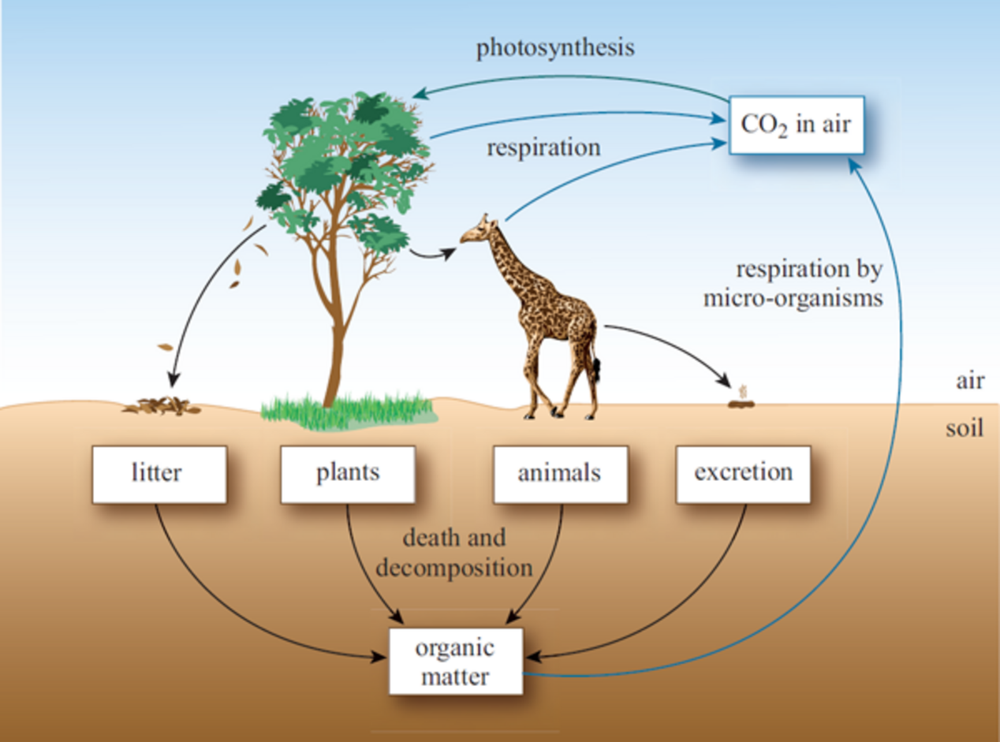 photosynthesis
CO₂ in air
respiration
respiration by
micro-organisms
air
soil
litter
plants
animals
excretion
death and
decomposition
organic
matter